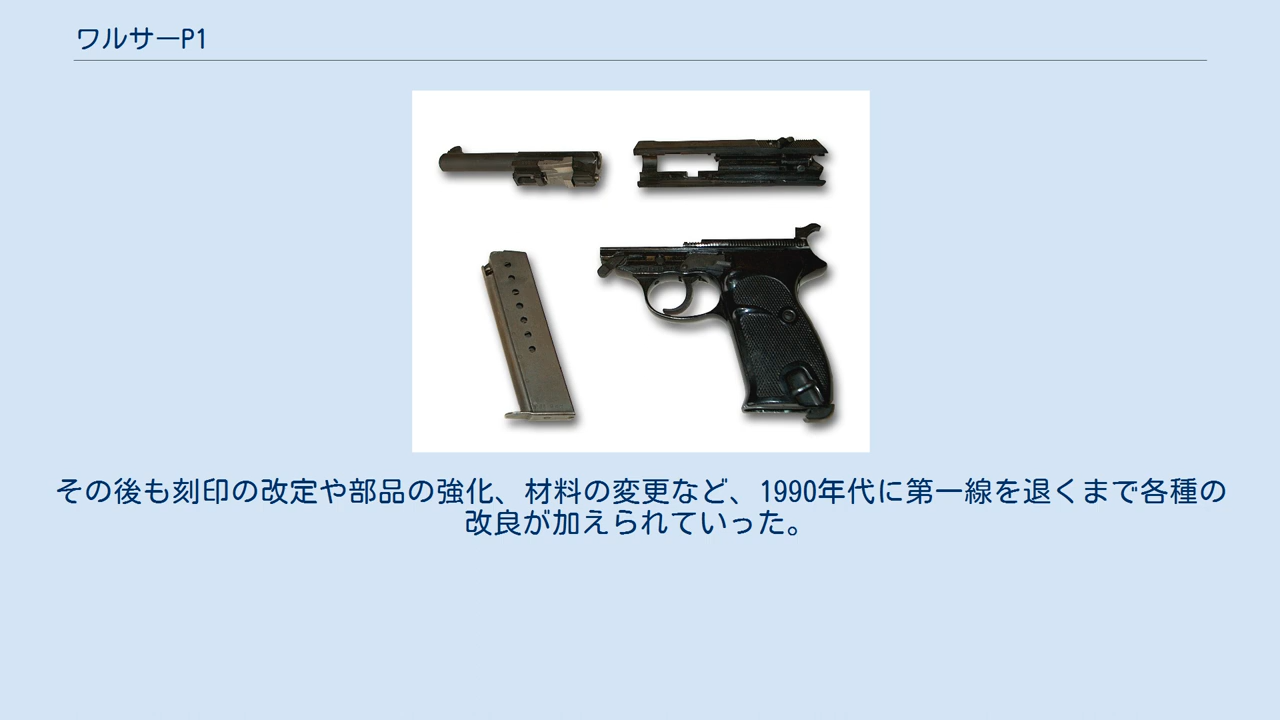 ワルサーP1
その後も刻印の改定や部品の強化、材料の変更など、1990年代に第一線を退くまで各種の
改良が加えられていった。